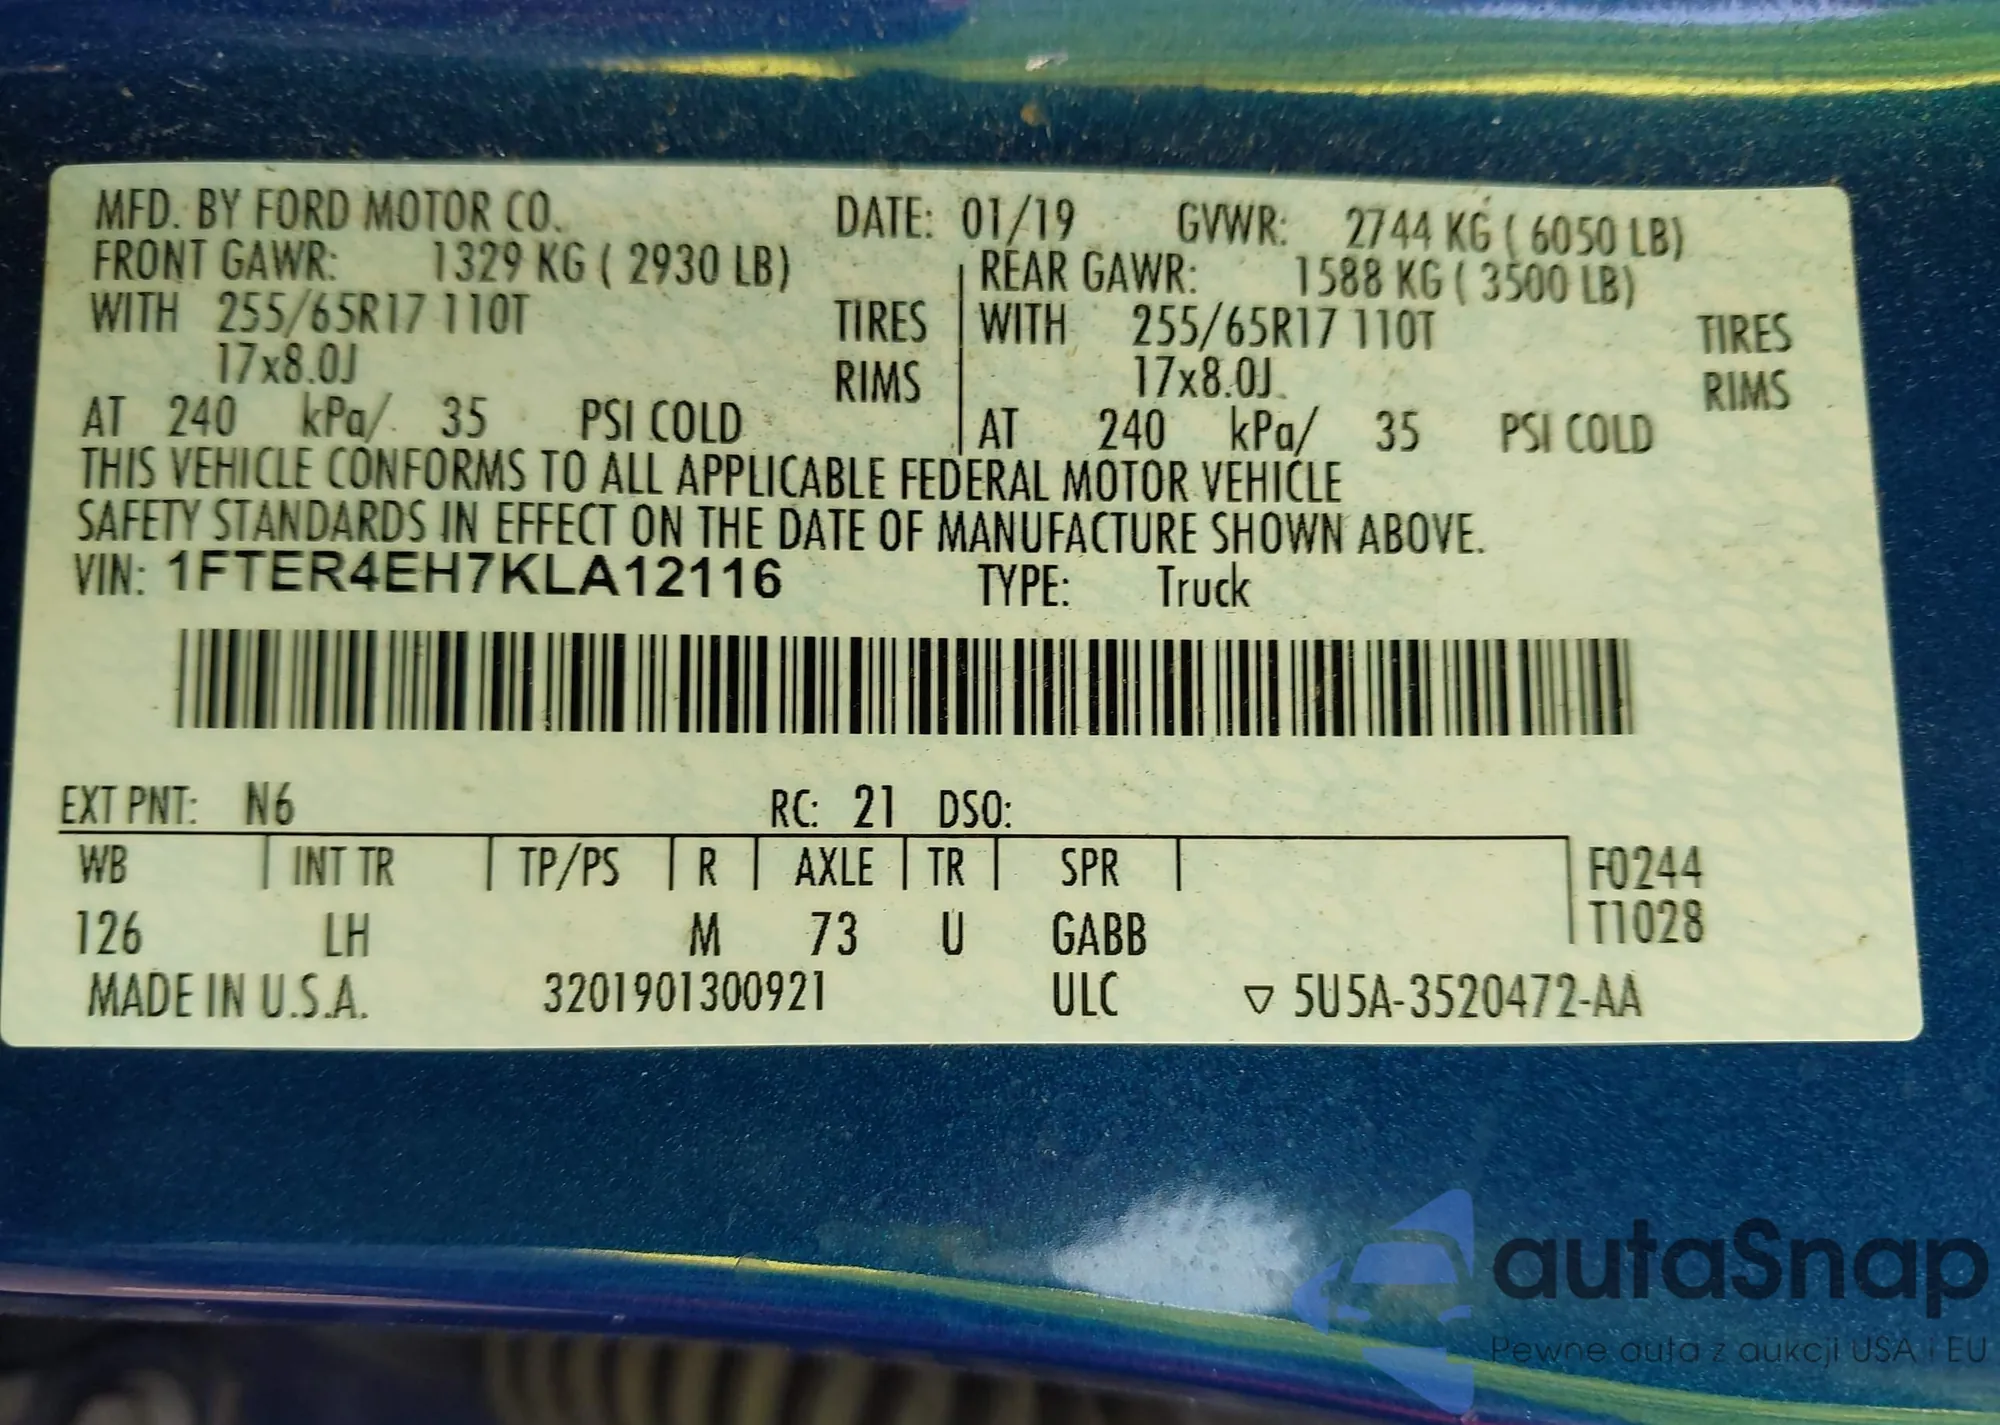 MFD. BY FORD MOTOR CO. DATE: 01/19 GVWR: 2744 KG ( 6050 LB)
FRONT GAWR: 1329 KG ( 2930 LB) REAR GAWR: 1588 KG ( 3500 LB)
WITH 255/65R17 110T TIRES WITH 255/65R17 110T TIRES
17x8.0J RIMS 17x8.0J RIMS
AT 240 kPa/ 35 PSI COLD AT 240 kPa/ 35 PSI COLD
THIS VEHICLE CONFORMS TO ALL APPLICABLE FEDERAL MOTOR VEHICLE
SAFETY STANDARDS IN EFFECT ON THE DATE OF MANUFACTURE SHOWN ABOVE.
VIN: 1FTER4EH7KLA12116 TYPE: Truck
EXT PNT: N6 RC: 21 DSO:
WB INT TR TP/PS R AXLE TR SPR F0244
126 LH M 73 U GABB T1028
MADE IN U.S.A. 3201901300921 ULC ▽ 5U5A-3520472-AA
autaSnap
Pewne auta z aukcji USA i EU